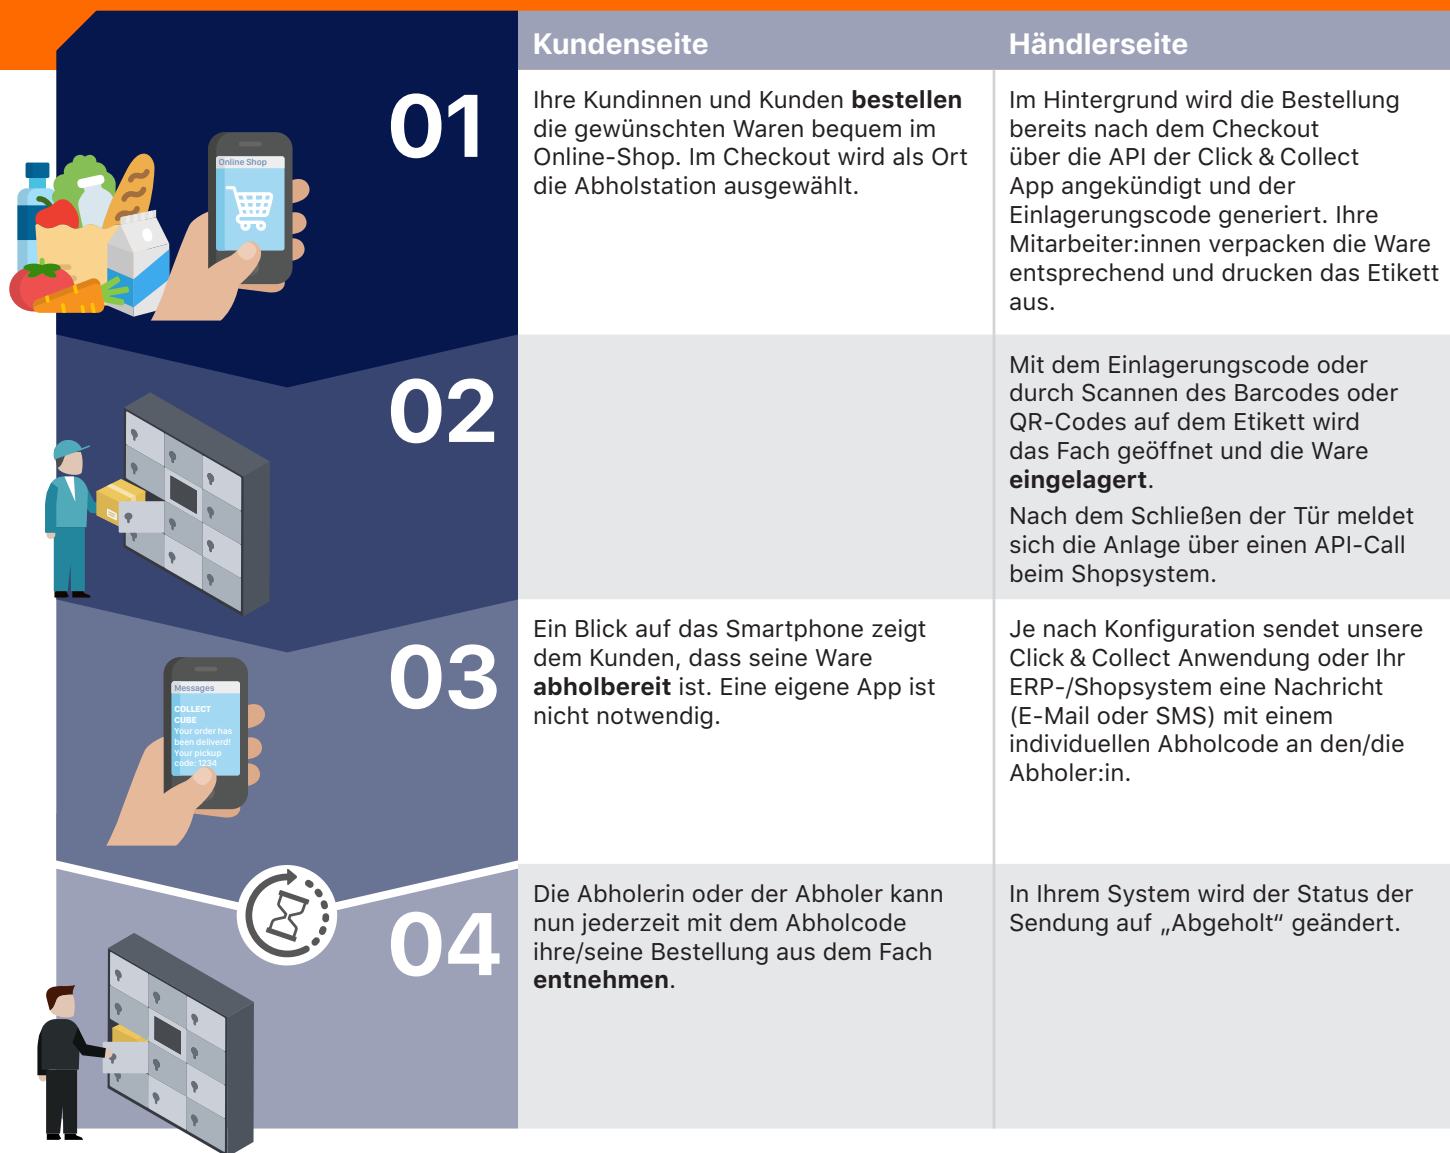 Kundenseite
Händlerseite
01
Online Shop
Ihre Kundinnen und Kunden bestellen
die gewünschten Waren bequem im
Online-Shop. Im Checkout wird als Ort
die Abholstation ausgewählt.
Im Hintergrund wird die Bestellung
bereits nach dem Checkout
über die API der Click & Collect
App angekündigt und der
Einlagerungscode generiert. Ihre
Mitarbeiter:innen verpacken die Ware
entsprechend und drucken das Etikett
aus.
02
Mit dem Einlagerungscode oder
durch Scannen des Barcodes oder
QR-Codes auf dem Etikett wird
das Fach geöffnet und die Ware
eingelagert.
Nach dem Schließen der Tür meldet
sich die Anlage über einen API-Call
beim Shopsystem.
03
Messages
COLLECT
CUBE
Your order has
been deliverd!
Your pickup
code: 1234
Ein Blick auf das Smartphone zeigt
dem Kunden, dass seine Ware
abholbereit ist. Eine eigene App ist
nicht notwendig.
Je nach Konfiguration sendet unsere
Click & Collect Anwendung oder Ihr
ERP-/Shopsystem eine Nachricht
(E-Mail oder SMS) mit einem
individuellen Abholcode an den/die
Abholer:in.
04
Die Abholerin oder der Abholer kann
nun jederzeit mit dem Abholcode
ihre/seine Bestellung aus dem Fach
entnehmen.
In Ihrem System wird der Status der
Sendung auf „Abgeholt“ geändert.